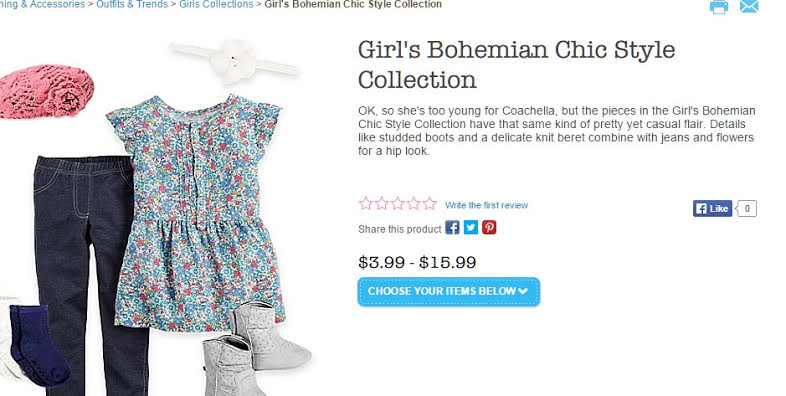 ning & Accessories > Outfits & Trends > Girls Collections > Girl's Bohemian Chic Style Collection
Girl's Bohemian Chic Style
Collection
OK, so she's too young for Coachella, but the pieces in the Girl's Bohemian
Chic Style Collection have that same kind of pretty yet casual flair. Details
like studded boots and a delicate knit beret combine with jeans and flowers
for a hip look.
Write the first review
Like 0
Share this product
$3.99 - $15.99
CHOOSE YOUR ITEMS BELOW